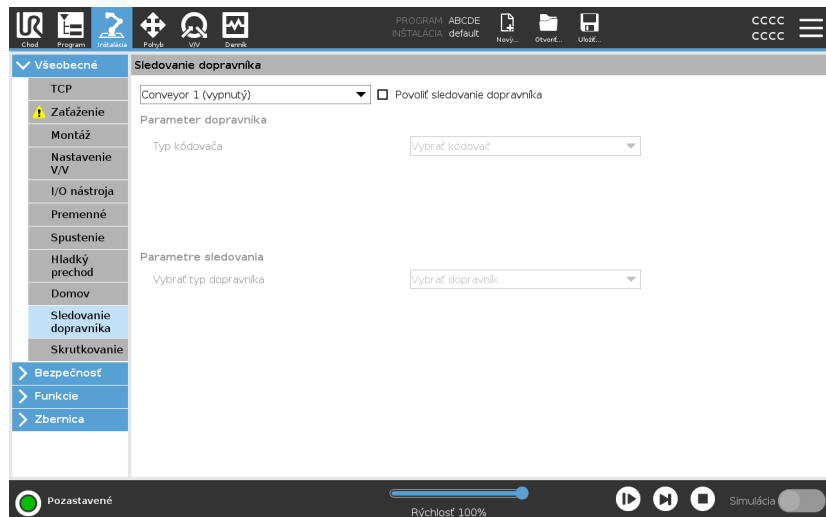 UR
PROGRAM ABCDE
INŠTALÁCIA default
CCCC
CCCC
Chod
Program
Inštalácia
Pohyb
V/V
Denník
Nový...
Otvoriť...
Uložiť...
Všeobecné
TCP
Zaťaženie
Montáž
Nastavenie
V/V
I/O nástroja
Premenné
Spustenie
Hladký
prechod
Domov
Sledovanie
dopravníka
Skrutkovanie
Bezpečnosť
Funkcie
Zbernica
Sledovanie dopravníka
Conveyor 1 (vypnutý)
Povoliť sledovanie dopravníka
Parameter dopravníka
Typ kódovača
Vybrať kódovač
Parametre sledovania
Vybrať typ dopravníka
Vybrať dopravník
Pozastavené
Rýchlosť 100%
Simulácia